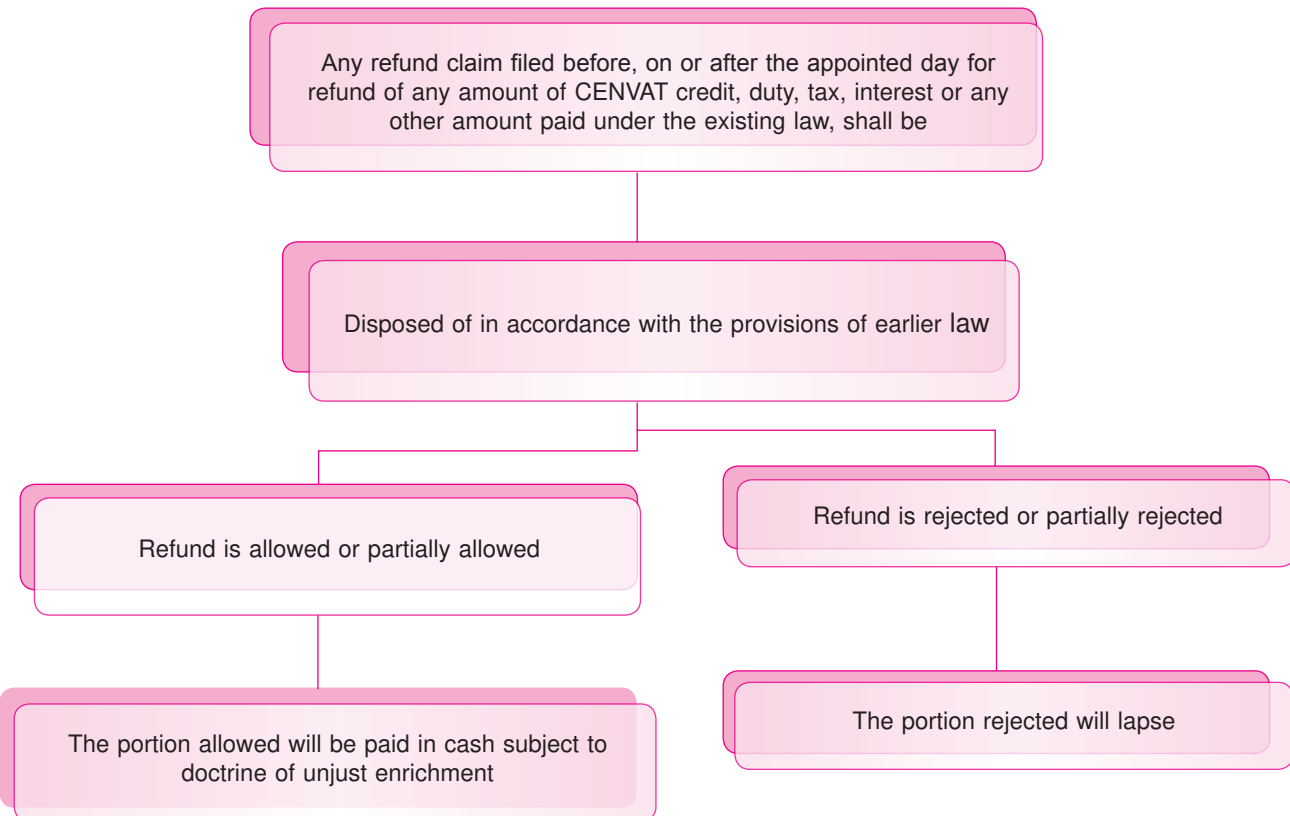 Any refund claim filed before, on or after the appointed day for
refund of any amount of CENVAT credit, duty, tax, interest or any
other amount paid under the existing law, shall be
Disposed of in accordance with the provisions of earlier law
Refund is allowed or partially allowed
Refund is rejected or partially rejected
The portion allowed will be paid in cash subject to
doctrine of unjust enrichment
The portion rejected will lapse